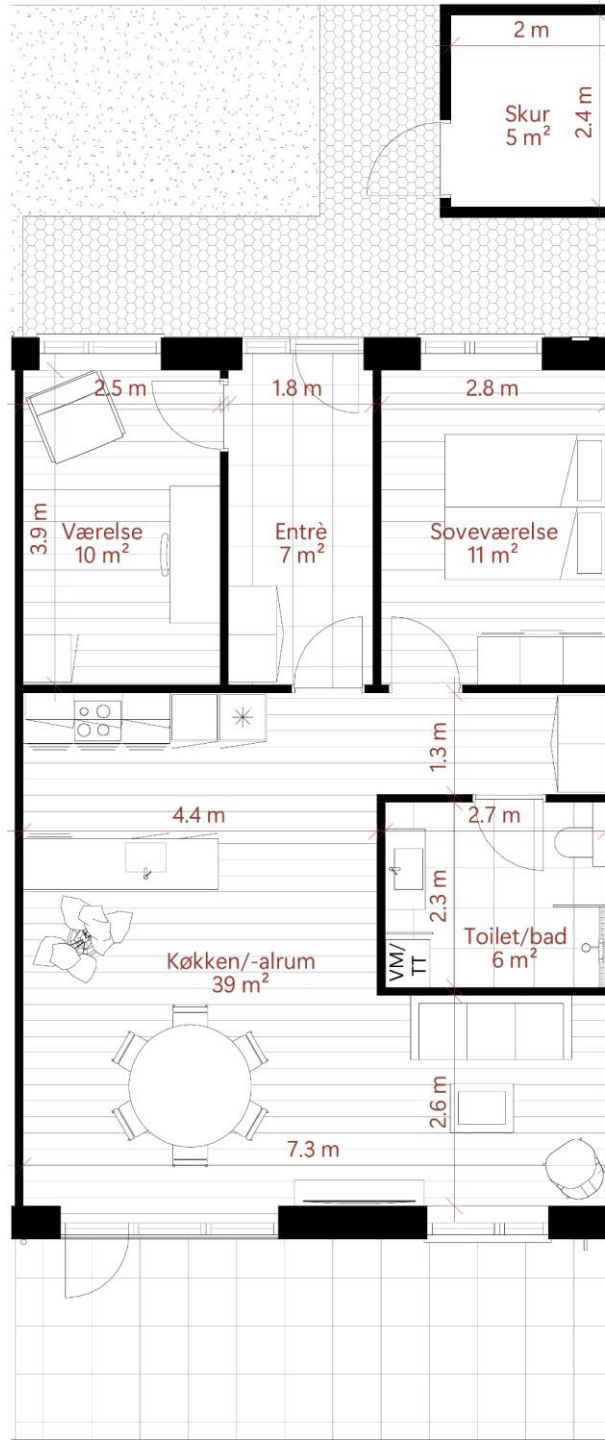 2 m
Skur
5 m²
2.4 m
2.5 m
1.8 m
2.8 m
3.9 m
Værelse
10 m²
Entrè
7 m²
Soveværelse
11 m²
1.3 m
4.4 m
2.7 m
2.3 m
Toilet/bad
6 m²
VM/
TT
Køkken/-alrum
39 m²
2.6 m
7.3 m